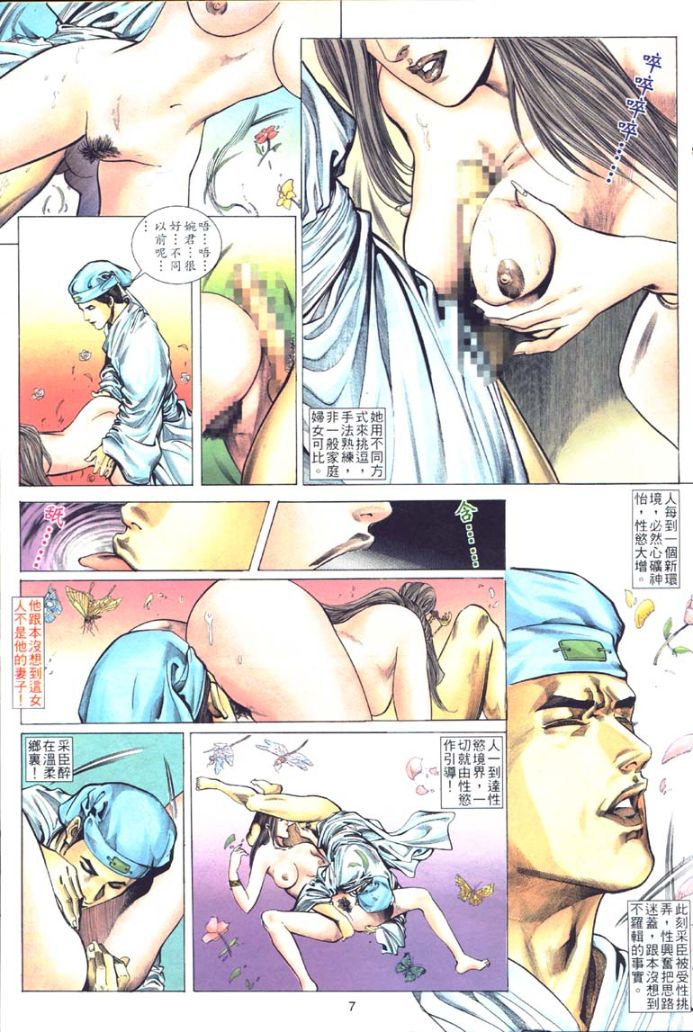 啐啐啐啐⋯⋯
唔⋯唔⋯
婉君⋯很
好⋯不同
以前呢⋯
⋯
她用不同方
式來挑逗，
手法熟練，
非一般家庭
婦女可比。
人每到一個新環
境，必然心礦神
怡，性慾大增。
含⋯⋯
舐⋯⋯
他跟本沒想到這女
人不是他的妻子！
人一到達性
慾境界，一
切就由性慾
作引導！
采臣醉
在溫柔
鄉裏！
此刻采臣被受性挑
弄，性興奮把思路
迷蓋，跟本沒想到
不羅輯的事實。
7